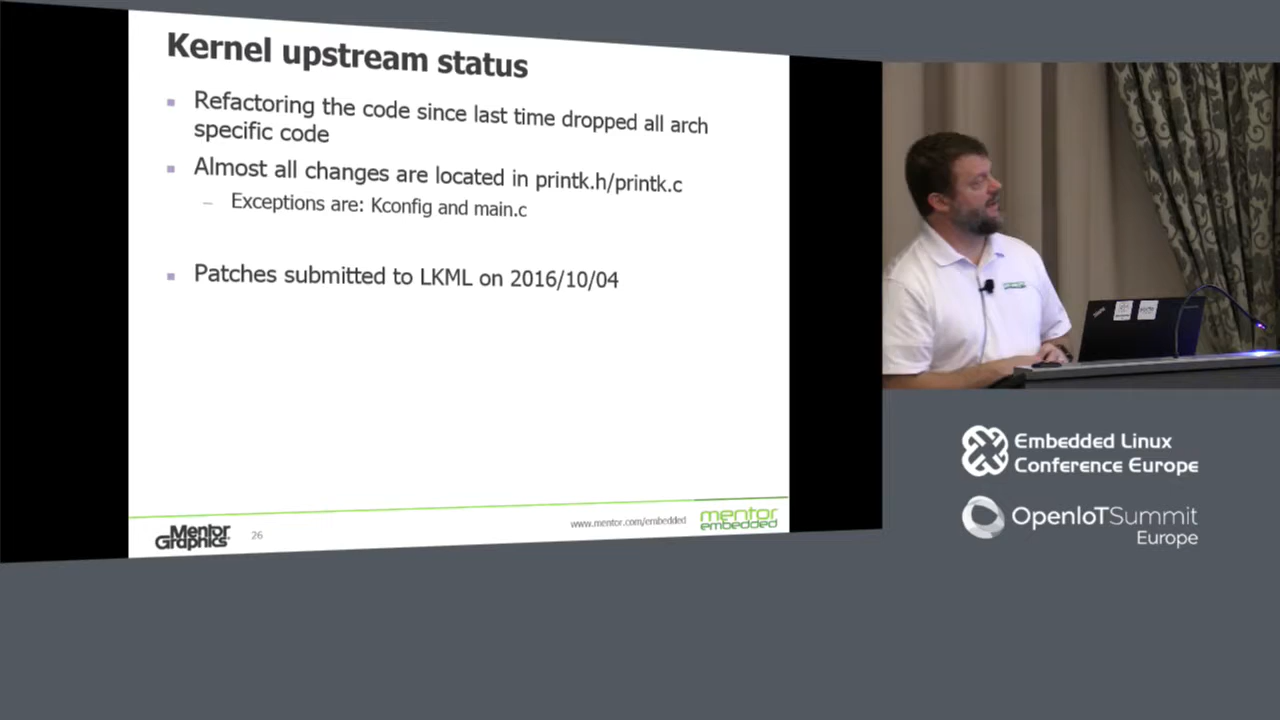 Kernel upstream status
Refactoring the code since last time dropped all arch
specific code
Almost all changes are located in printk.h/printk.c
– Exceptions are: Kconfig and main.c
Patches submitted to LKML on 2016/10/04
Mentor
Graphics
26
www.mentor.com/embedded
mentor
embedded
Embedded Linux
Conference Europe
OpenIoTSummit
Europe